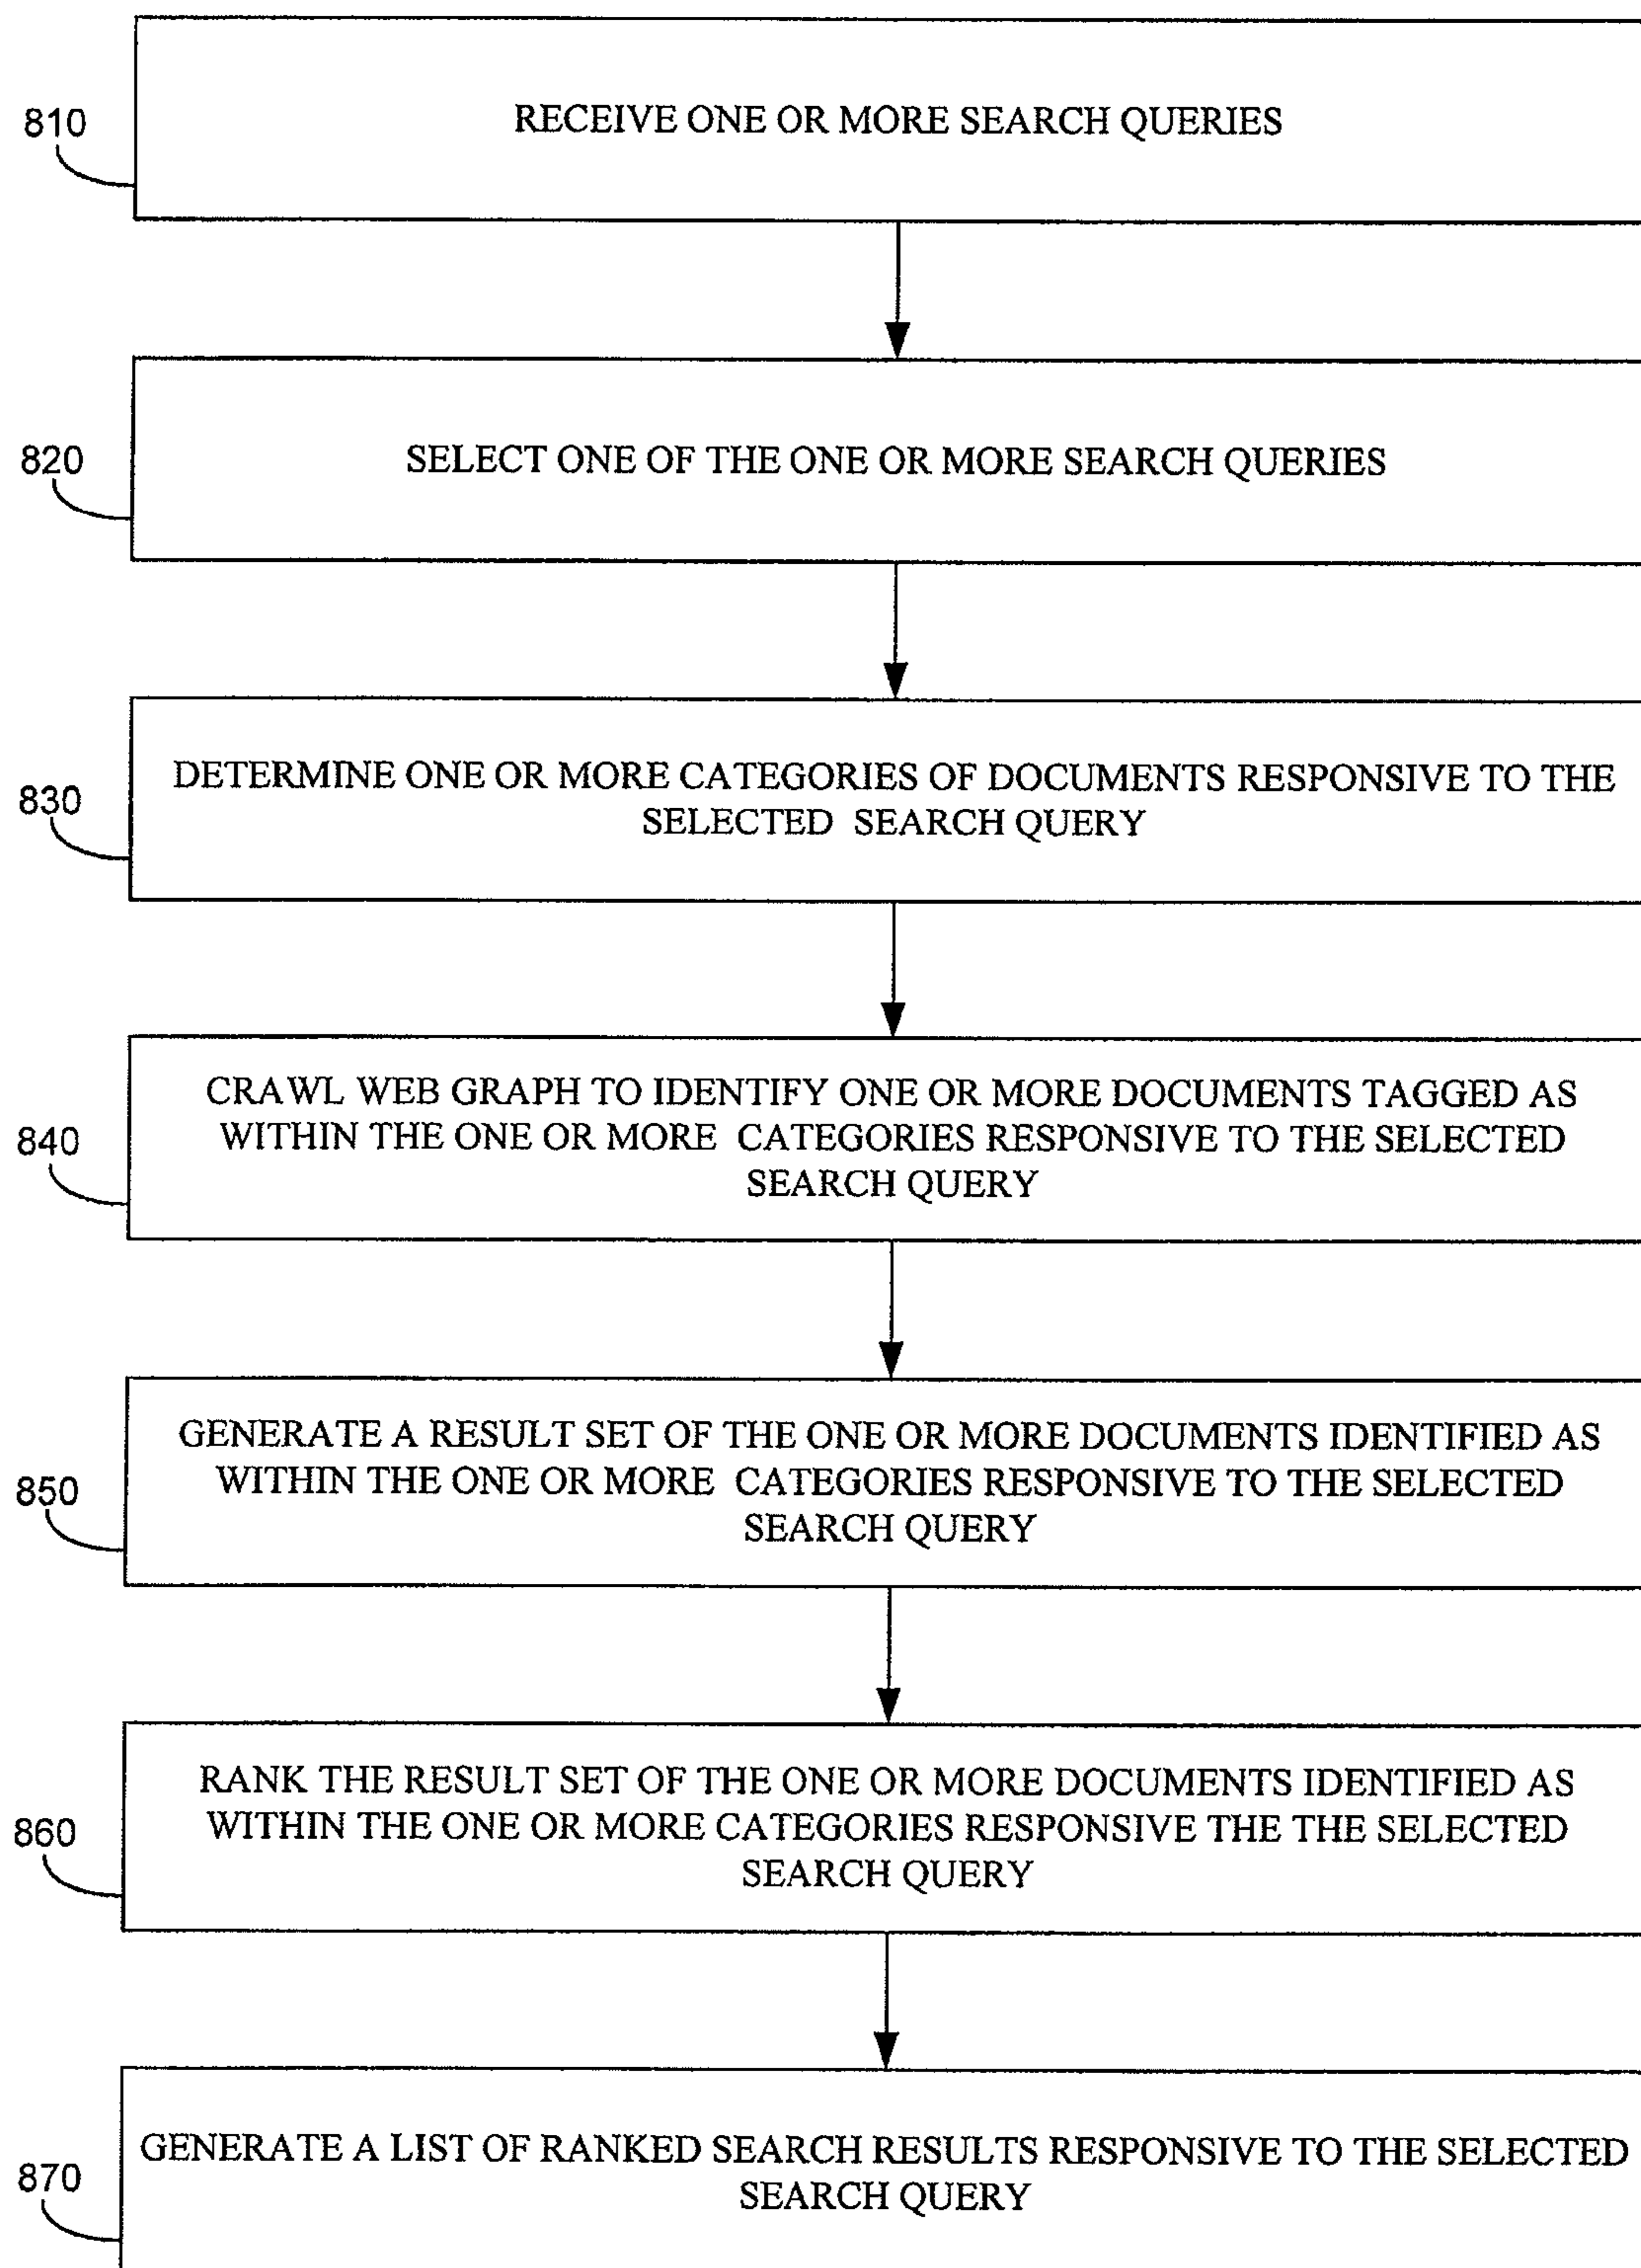 RECEIVE ONE OR MORE SEARCH QUERIES
810
SELECT ONE OF THE ONE OR MORE SEARCH QUERIES
820
DETERMINE ONE OR MORE CATEGORIES OF DOCUMENTS RESPONSIVE TO THE
SELECTED SEARCH QUERY
830
CRAWL WEB GRAPH TO IDENTIFY ONE OR MORE DOCUMENTS TAGGED AS
WITHIN THE ONE OR MORE CATEGORIES RESPONSIVE TO THE SELECTED
SEARCH QUERY
840
GENERATE A RESULT SET OF THE ONE OR MORE DOCUMENTS IDENTIFIED AS
WITHIN THE ONE OR MORE CATEGORIES RESPONSIVE TO THE SELECTED
SEARCH QUERY
850
RANK THE RESULT SET OF THE ONE OR MORE DOCUMENTS IDENTIFIED AS
WITHIN THE ONE OR MORE CATEGORIES RESPONSIVE THE THE SELECTED
SEARCH QUERY
860
GENERATE A LIST OF RANKED SEARCH RESULTS RESPONSIVE TO THE SELECTED
SEARCH QUERY
870